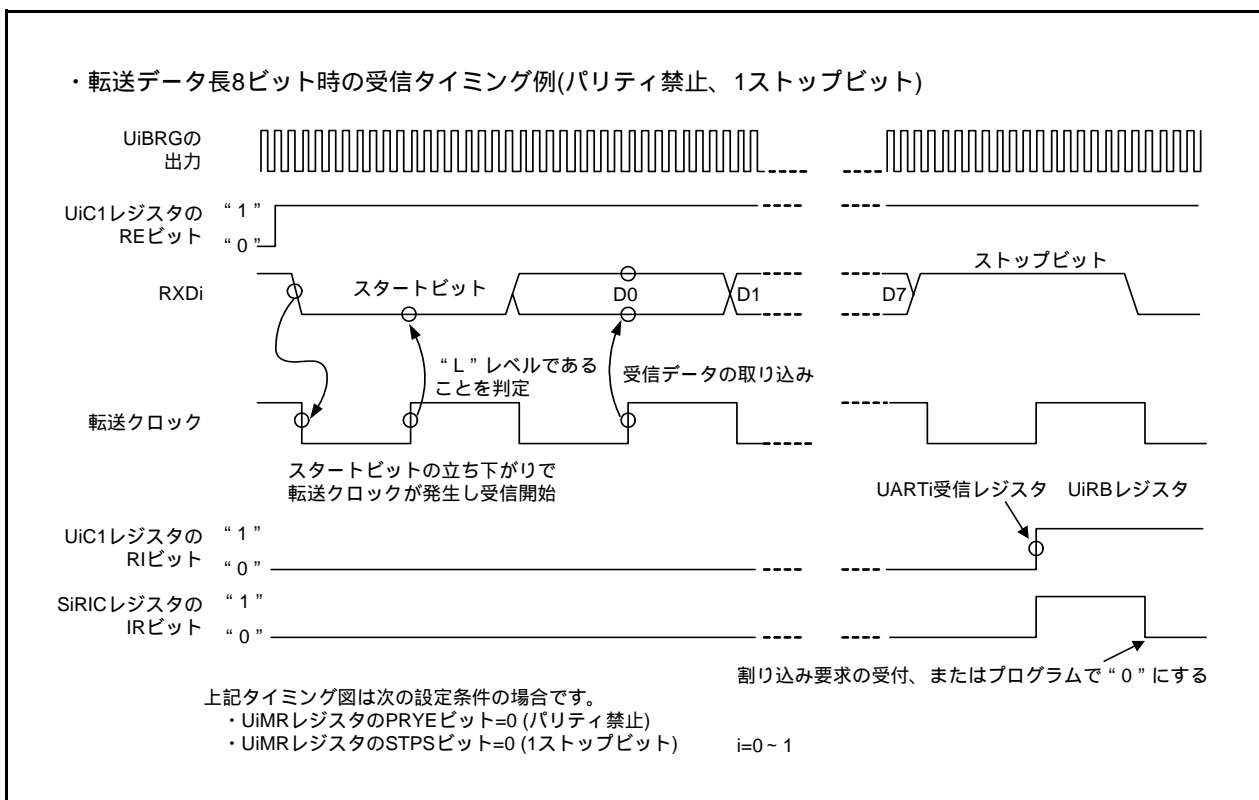 ・転送データ長8ビット時の受信タイミング例(パリティ禁止、1ストップビット)
UiBRGの
出力
UiC1レジスタの
REビット
“ 1 ”
“ 0 ”
RXDi
スタートビット
D0
D1
D7
ストップビット
“ L ” レベルである
ことを判定
受信データの取り込み
転送クロック
スタートビットの立ち下がりで
転送クロックが発生し受信開始
UARTi受信レジスタ UiRBレジスタ
UiC1レジスタの
RIビット
“ 1 ”
“ 0 ”
SiRICレジスタの
IRビット
“ 1 ”
“ 0 ”
割り込み要求の受付、またはプログラムで “ 0 ” にする
上記タイミング図は次の設定条件の場合です。
・UiMRレジスタのPRYEビット=0 (パリティ禁止)
・UiMRレジスタのSTPSビット=0 (1ストップビット) i=0~1